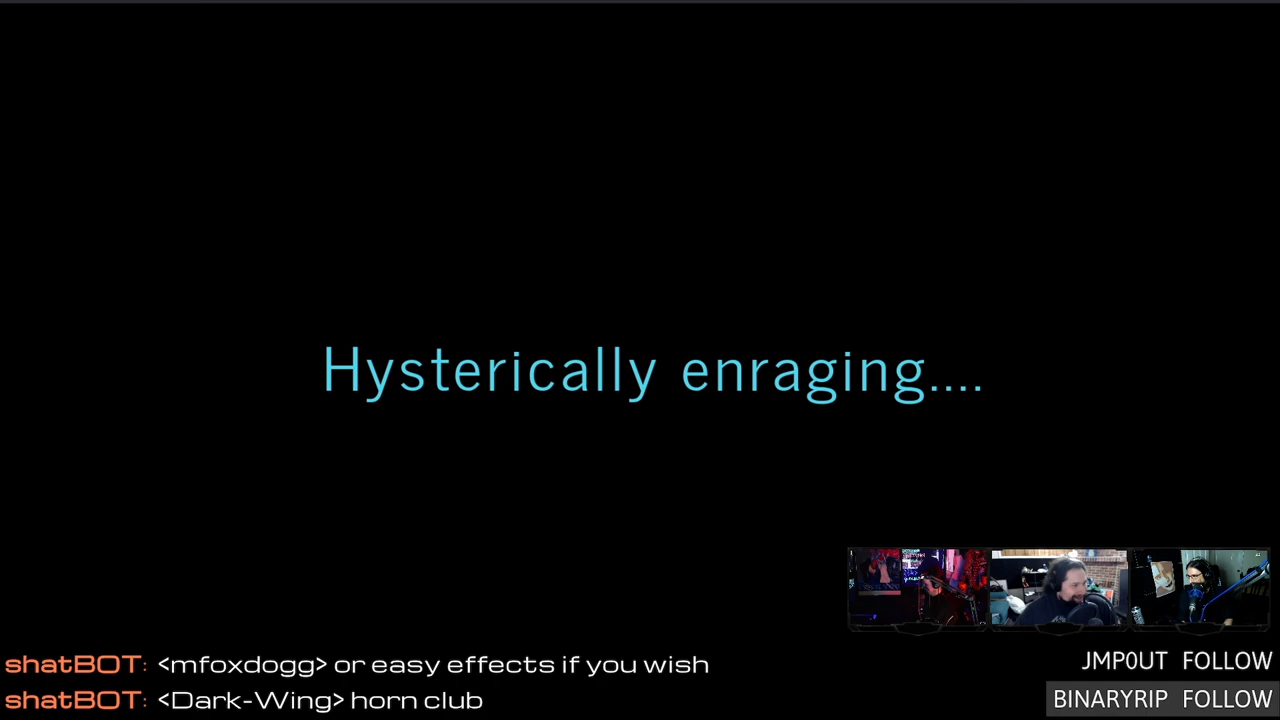 Hysterically enraging....
shatBOT: <mfoxdogg> or easy effects if you wish
shatBOT: <Dark-Wing> horn club
JMP0UT FOLLOW
BINARYRIP FOLLOW